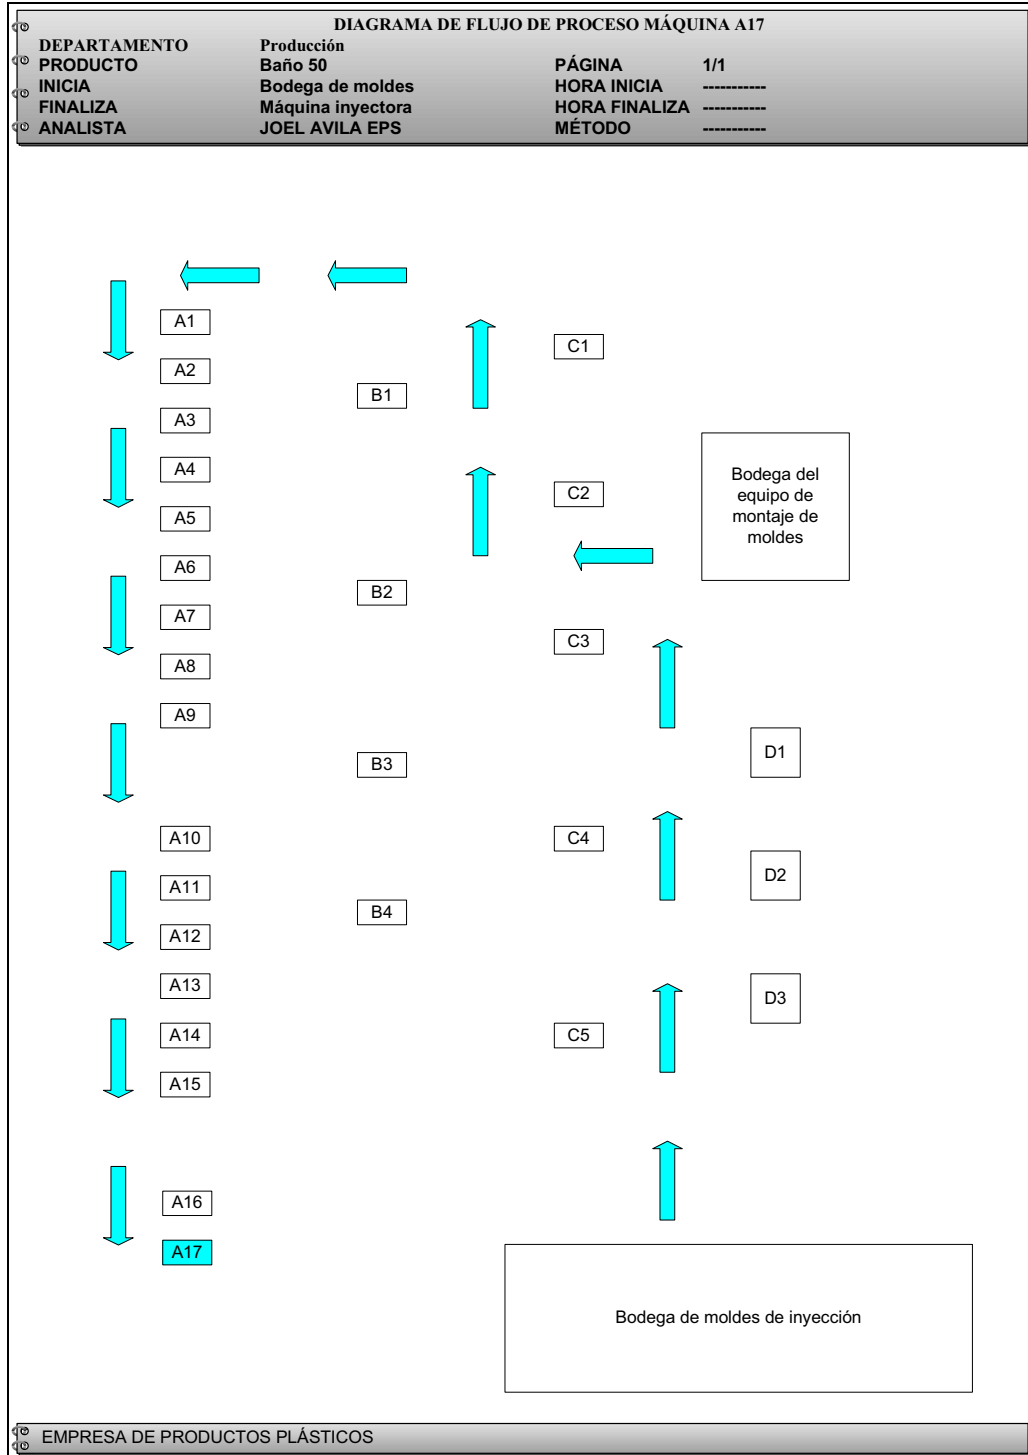 DIAGRAMA DE FLUJO DE PROCESO MÁQUINA A17
DEPARTAMENTO Producción
PRODUCTO Baño 50 PÁGINA 1/1
INICIA Bodega de moldes HORA INICIA -----------
FINALIZA Máquina inyectora HORA FINALIZA -----------
ANALISTA JOEL AVILA EPS MÉTODO -----------
A1
C1
A2
B1
A3
A4
Bodega del
equipo de
montaje de
moldes
C2
A5
A6
B2
A7
C3
A8
A9
D1
B3
A10
C4
D2
A11
B4
A12
A13
D3
A14
C5
A15
A16
A17
Bodega de moldes de inyección
EMPRESA DE PRODUCTOS PLÁSTICOS